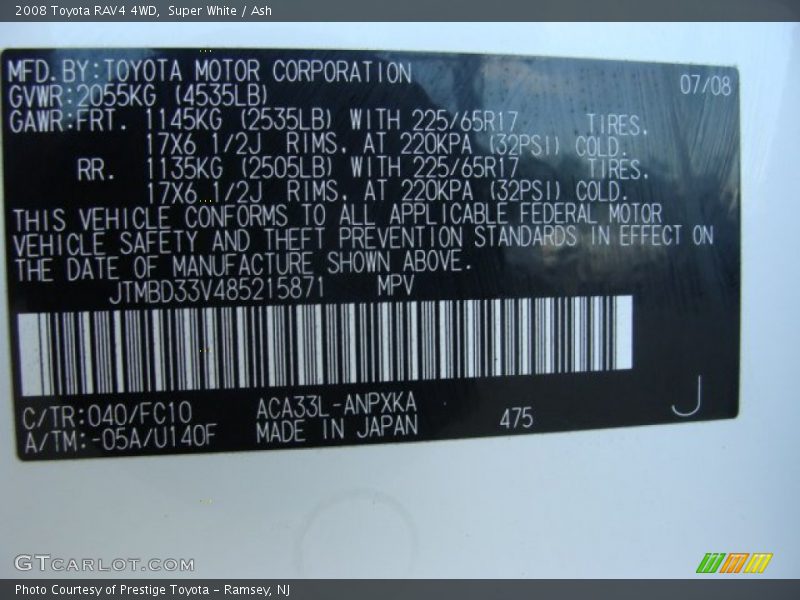 2008 Toyota RAV4 4WD,  Super White / Ash
MFD.BY:TOYOTA MOTOR CORPORATION 07/08
GVWR:2055KG (4535LB)
GAWR:FRT. 1145KG (2535LB) WITH 225/65R17 TIRES,
17X6 1/2J RIMS, AT 220KPA (32PSI) COLD.
RR. 1135KG (2505LB) WITH 225/65R17 TIRES,
17X6 1/2J RIMS, AT 220KPA (32PSI) COLD.
THIS VEHICLE CONFORMS TO ALL APPLICABLE FEDERAL MOTOR
VEHICLE SAFETY AND THEFT PREVENTION STANDARDS IN EFFECT ON
THE DATE OF MANUFACTURE SHOWN ABOVE.
JTMBD33V485215871 MPV
C/TR:040/FC10 ACA33L-ANPXKA 475 J
A/TM:-05A/U140F MADE IN JAPAN
GTCARLOT.COM
Photo Courtesy of Prestige Toyota - Ramsey, NJ